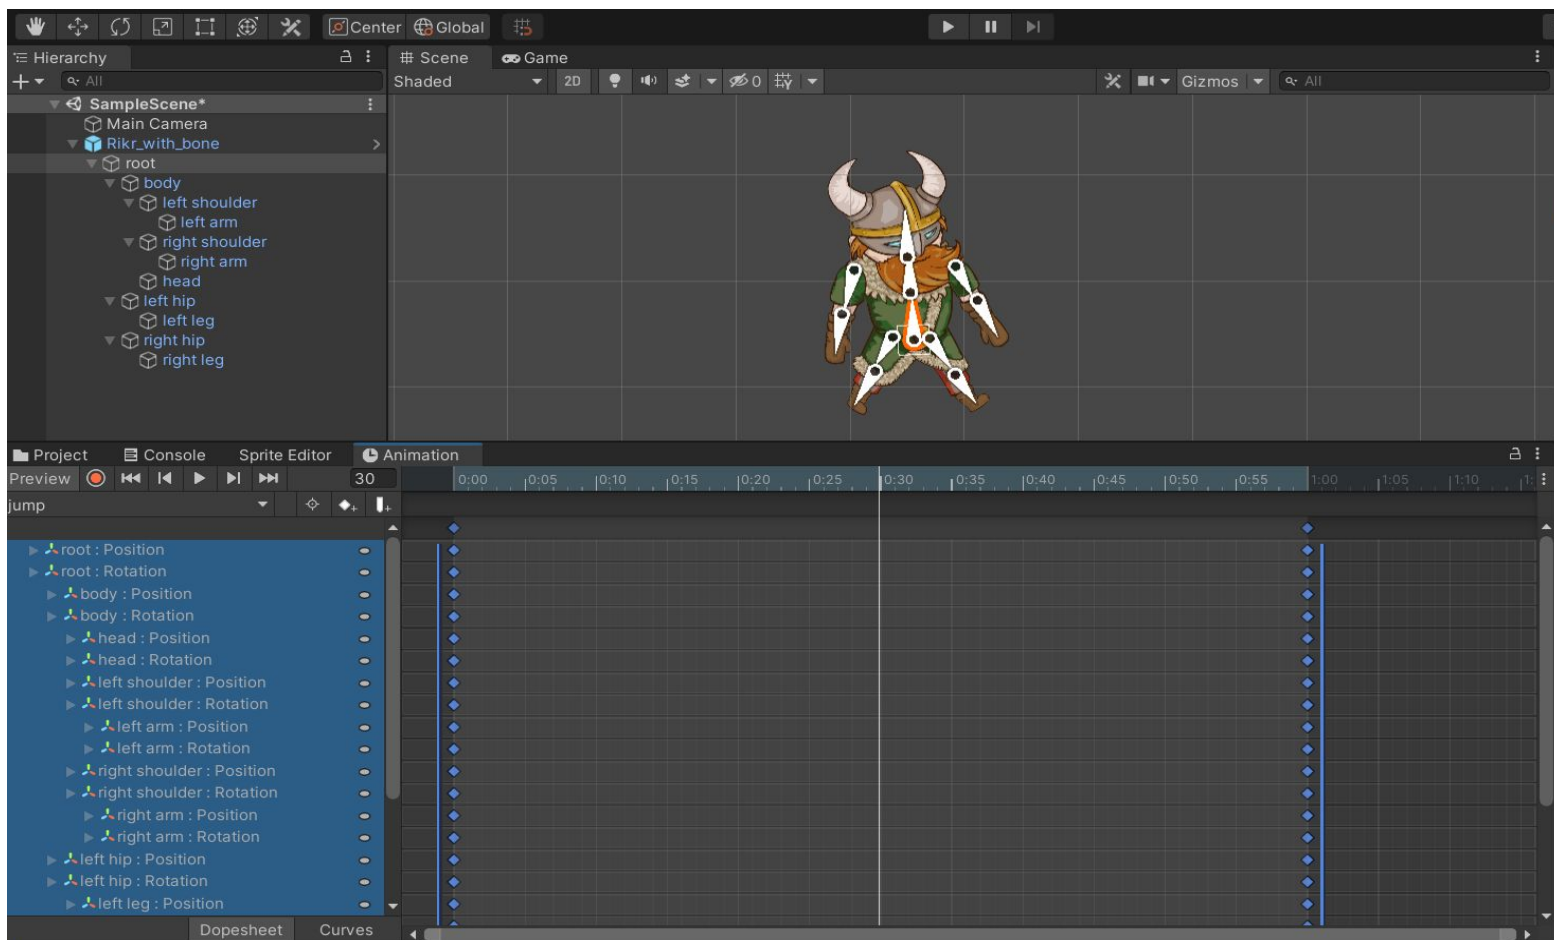 Center Global
Hierarchy
All
SampleScene*
Main Camera
Rikr_with_bone
root
body
left shoulder
left arm
right shoulder
right arm
head
left hip
left leg
right hip
right leg
Scene Game
Shaded 2D 0 Gizmos All
Project Console Sprite Editor Animation
Preview 30
0:00 0:05 0:10 0:15 0:20 0:25 0:30 0:35 0:40 0:45 0:50 0:55 1:00 1:05 1:10 1:
jump
root : Position
root : Rotation
body : Position
body : Rotation
head : Position
head : Rotation
left shoulder : Position
left shoulder : Rotation
left arm : Position
left arm : Rotation
right shoulder : Position
right shoulder : Rotation
right arm : Position
right arm : Rotation
left hip : Position
left hip : Rotation
left leg : Position
Dopesheet Curves